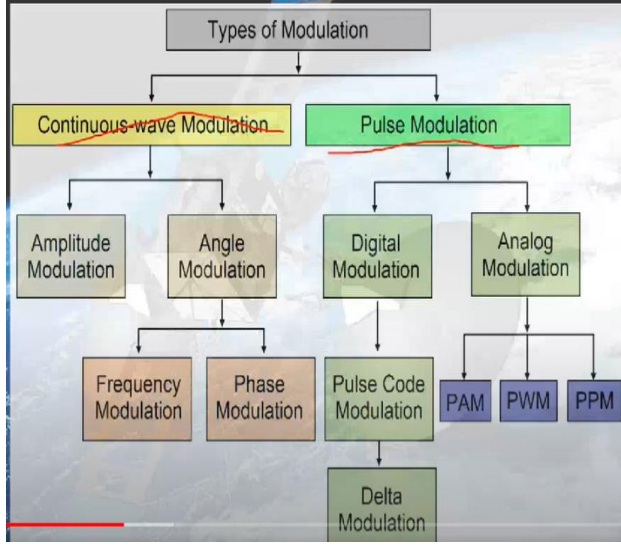 Types of Modulation
Continuous-wave Modulation
Pulse Modulation
Amplitude
Modulation
Angle
Modulation
Digital
Modulation
Analog
Modulation
Frequency
Modulation
Phase
Modulation
Pulse Code
Modulation
PAM
PWM
PPM
Delta
Modulation